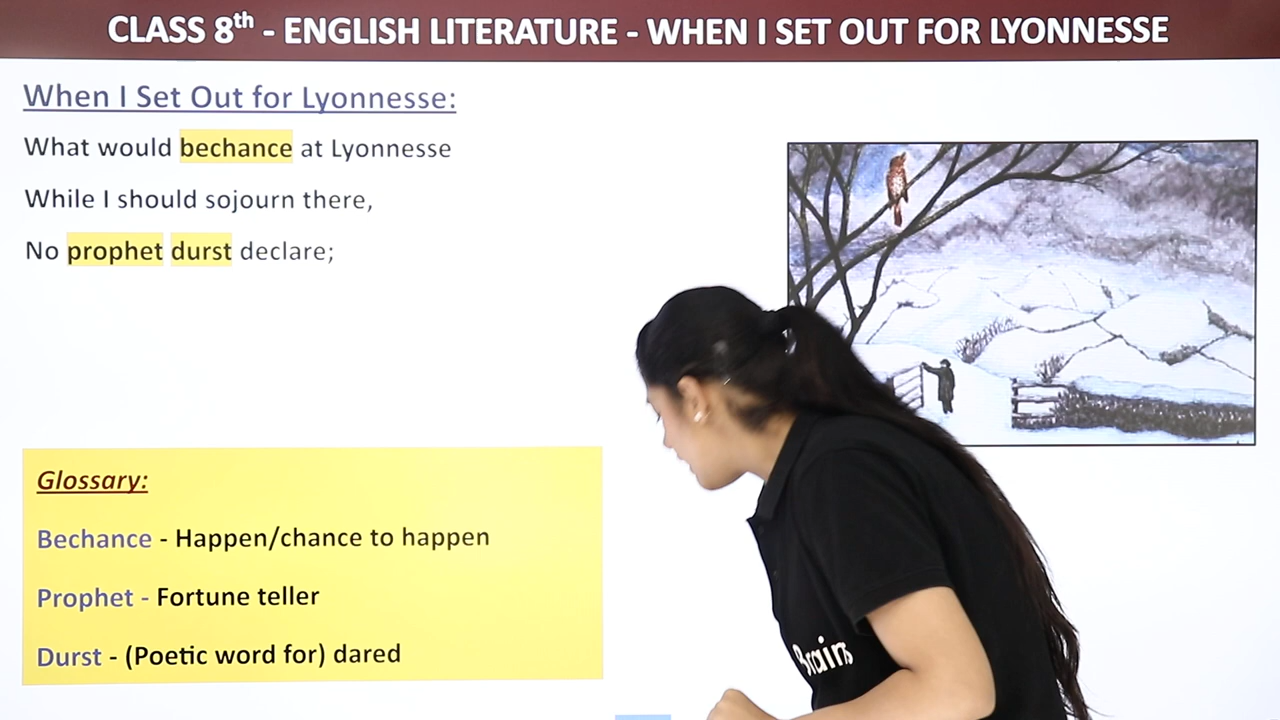 CLASS 8th - ENGLISH LITERATURE - WHEN I SET OUT FOR LYONNESSE
When I Set Out for Lyonnesse:
What would bechance at Lyonnesse
While I should sojourn there,
No prophet durst declare;
Glossary:
Bechance - Happen/chance to happen
Prophet - Fortune teller
Durst - (Poetic word for) dared
Brains